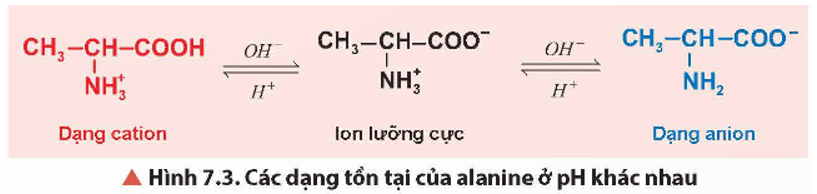 CH₃–CH–COOH ⇌ CH₃–CH–COO⁻ ⇌ CH₃–CH–COO⁻
OH⁻ OH⁻
H⁺ H⁺
NH₃⁺ NH₃⁺ NH₂
Dạng cation Ion lưỡng cực Dạng anion
▲ Hình 7.3. Các dạng tồn tại của alanine ở pH khác nhau